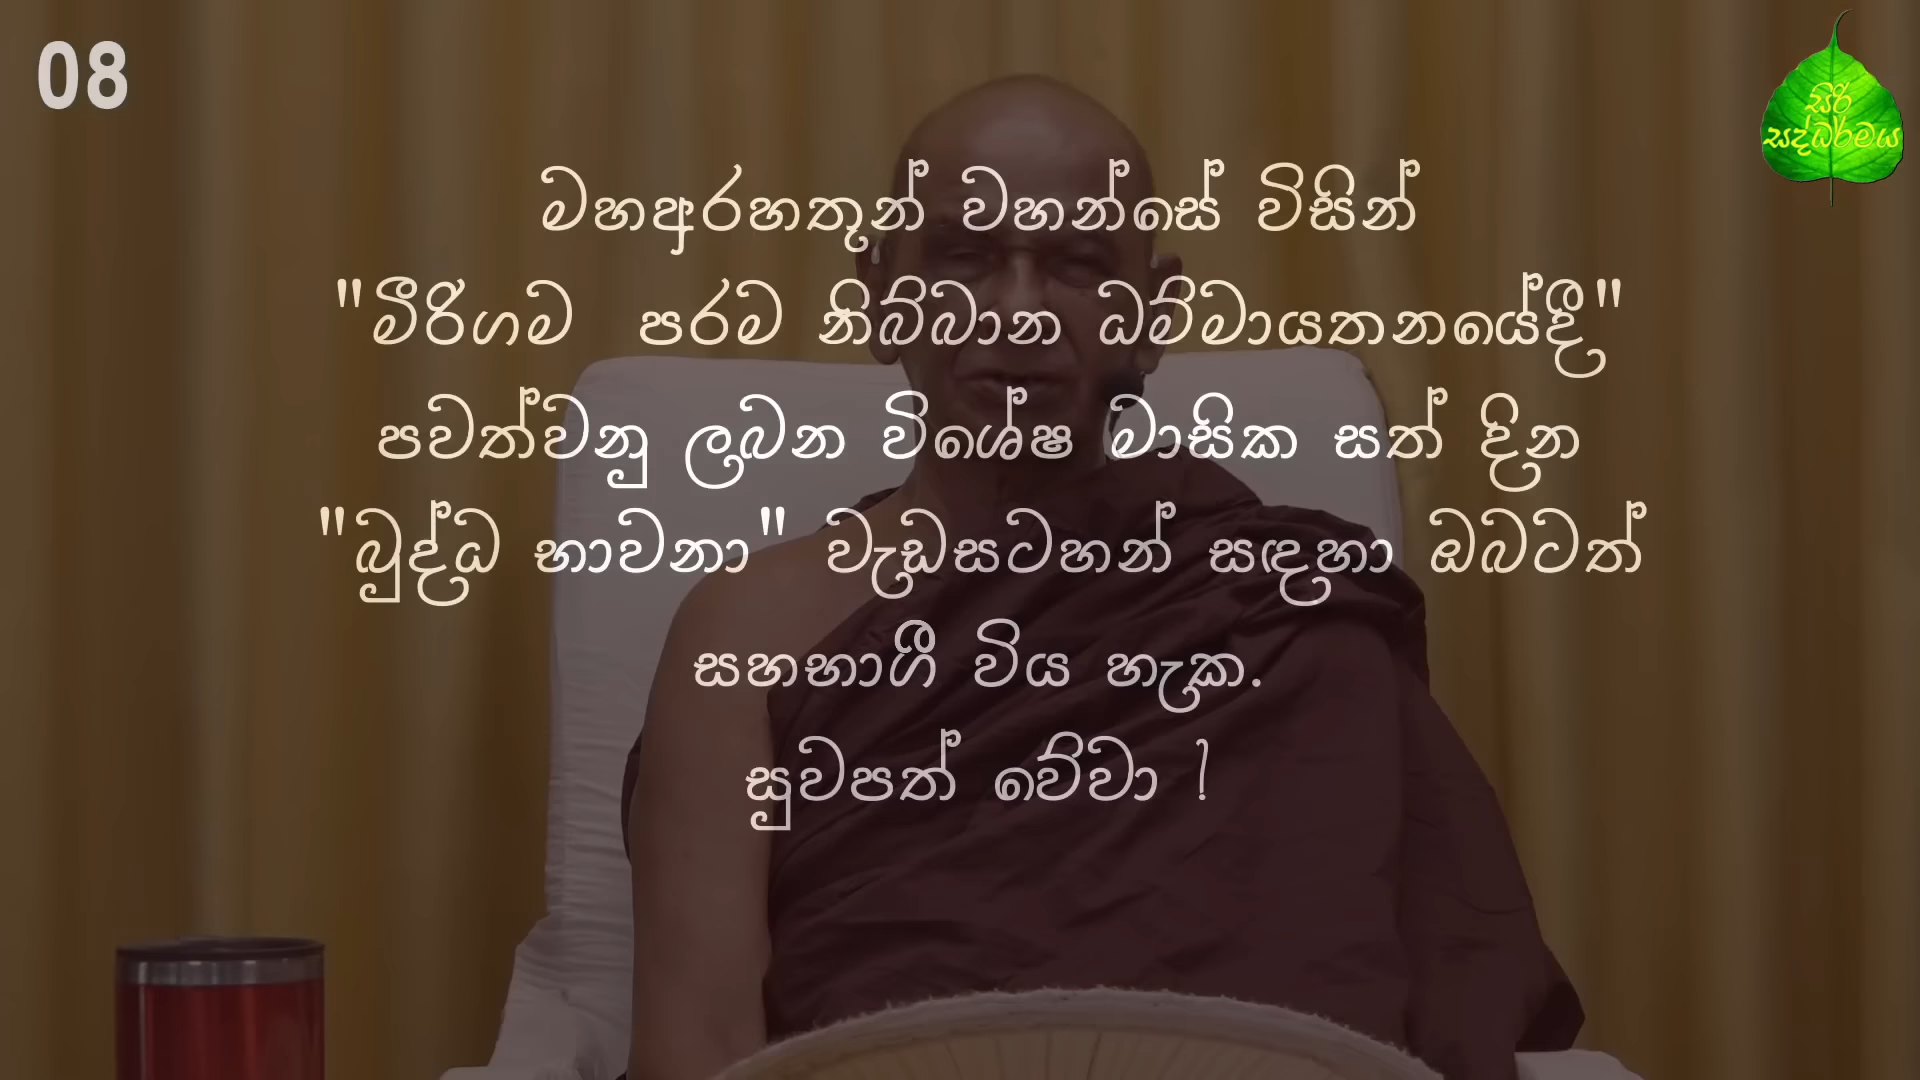 08
සිරි
සද්ධර්මය
මහඅරහතූන් වහන්සේ විසින්
"මීරිගම පරම නිබ්බාන ධම්මායතනයේදී"
පවත්වනු ලබන විශේෂ මාසික සත් දින
"බුද්ධ භාවනා" වැඩසටහන් සඳහා ඔබටත්
සහභාගී විය හැක.
සුවපත් වේවා !